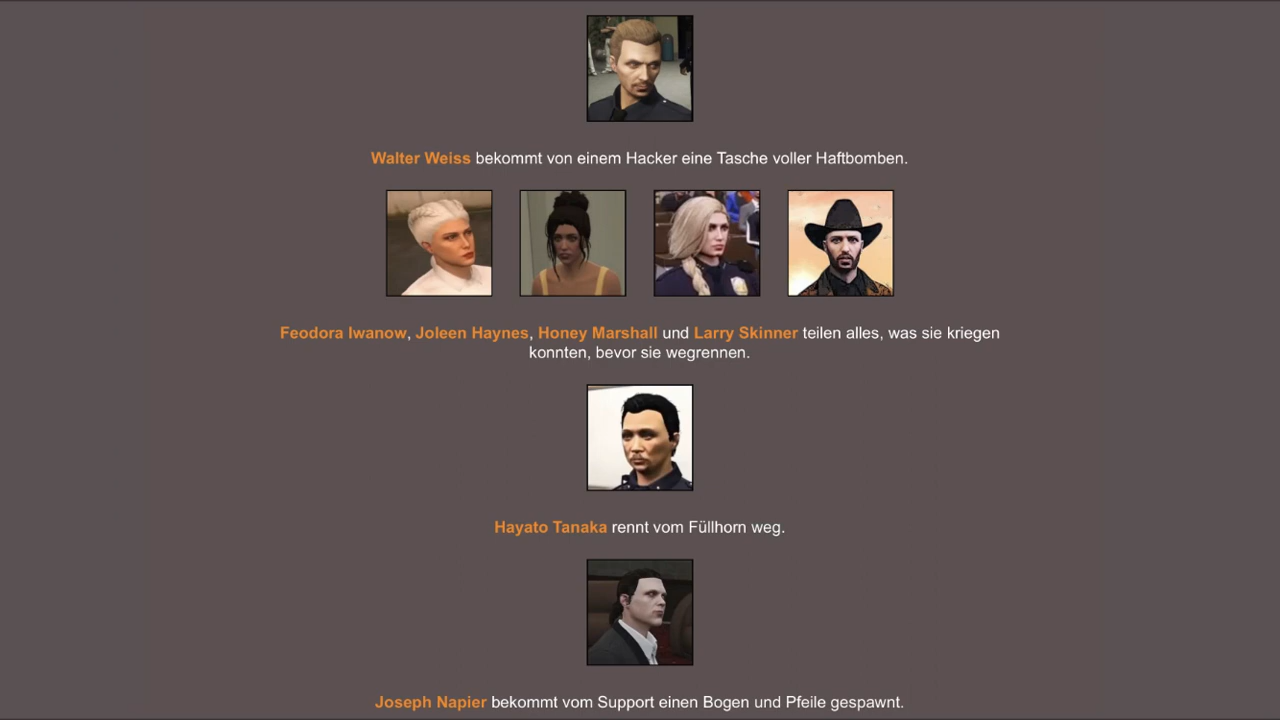 Walter Weiss bekommt von einem Hacker eine Tasche voller Haftbomben.
Feodora Iwanow, Joleen Haynes, Honey Marshall und Larry Skinner teilen alles, was sie kriegen
konnten, bevor sie wegrennen.
Hayato Tanaka rennt vom Füllhorn weg.
Joseph Napier bekommt vom Support einen Bogen und Pfeile gespawnt.